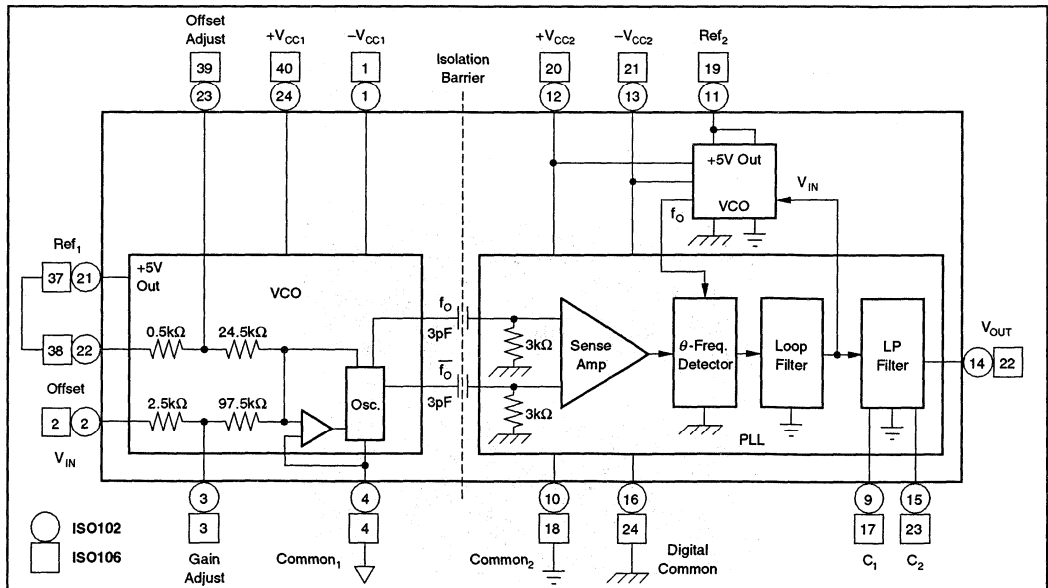 Offset
Adjust
+VCC1
−VCC1
Isolation
Barrier
+VCC2
−VCC2
Ref2
39
40
1
20
21
19
23
24
1
12
13
11
+5V Out
VIN
fO
VCO
Ref1
37
21
+5V
Out
VCO
fO
3pF
0.5kΩ
24.5kΩ
38
22
3kΩ
Sense
Amp
θ-Freq.
Detector
Loop
Filter
LP
Filter
VOUT
14
22
Offset
fO
3pF
2.5kΩ
97.5kΩ
Osc.
2
2
3kΩ
VIN
PLL
3
4
10
16
9
15
3
4
18
24
17
23
ISO102
ISO106
Gain
Adjust
Common1
Common2
Digital
Common
C1
C2